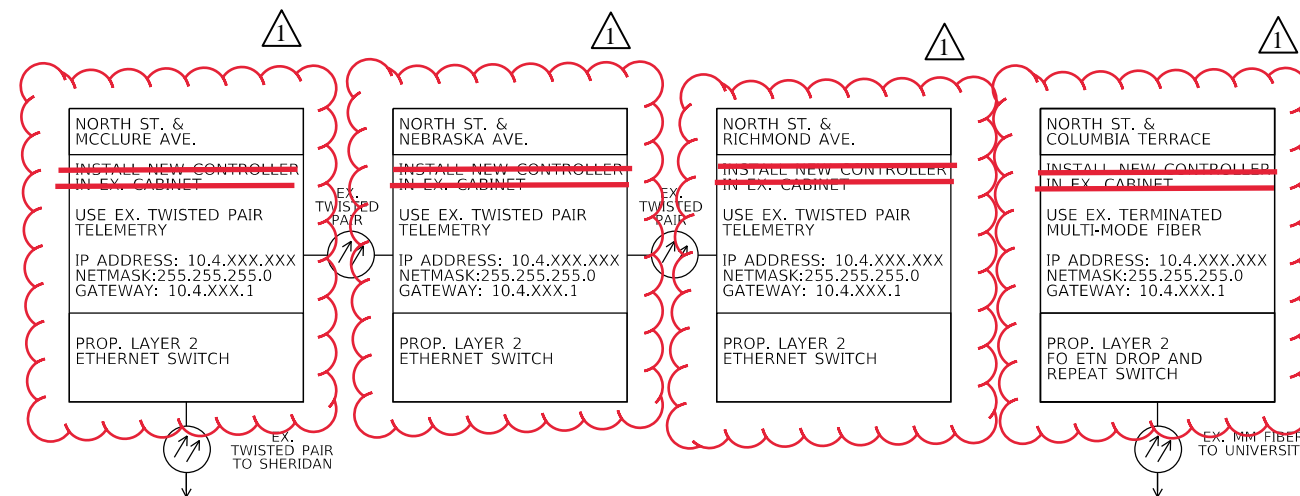 1
1
1
1
NORTH ST. &
MCCLURE AVE.
INSTALL NEW CONTROLLER
IN EX. CABINET
USE EX. TWISTED PAIR
TELEMETRY
IP ADDRESS: 10.4.XXX.XXX
NETMASK:255.255.255.0
GATEWAY: 10.4.XXX.1
PROP. LAYER 2
ETHERNET SWITCH
EX.
TWISTED PAIR
TO SHERIDAN
EX.
TWISTED
PAIR
NORTH ST. &
NEBRASKA AVE.
INSTALL NEW CONTROLLER
IN EX. CABINET
USE EX. TWISTED PAIR
TELEMETRY
IP ADDRESS: 10.4.XXX.XXX
NETMASK:255.255.255.0
GATEWAY: 10.4.XXX.1
PROP. LAYER 2
ETHERNET SWITCH
EX.
TWISTED
PAIR
NORTH ST. &
RICHMOND AVE.
INSTALL NEW CONTROLLER
IN EX. CABINET
USE EX. TWISTED PAIR
TELEMETRY
IP ADDRESS: 10.4.XXX.XXX
NETMASK:255.255.255.0
GATEWAY: 10.4.XXX.1
PROP. LAYER 2
ETHERNET SWITCH
NORTH ST. &
COLUMBIA TERRACE
INSTALL NEW CONTROLLER
IN EX. CABINET
USE EX. TERMINATED
MULTI-MODE FIBER
IP ADDRESS: 10.4.XXX.XXX
NETMASK:255.255.255.0
GATEWAY: 10.4.XXX.1
PROP. LAYER 2
FO ETN DROP AND
REPEAT SWITCH
EX. MM FIBER
TO UNIVERSIT